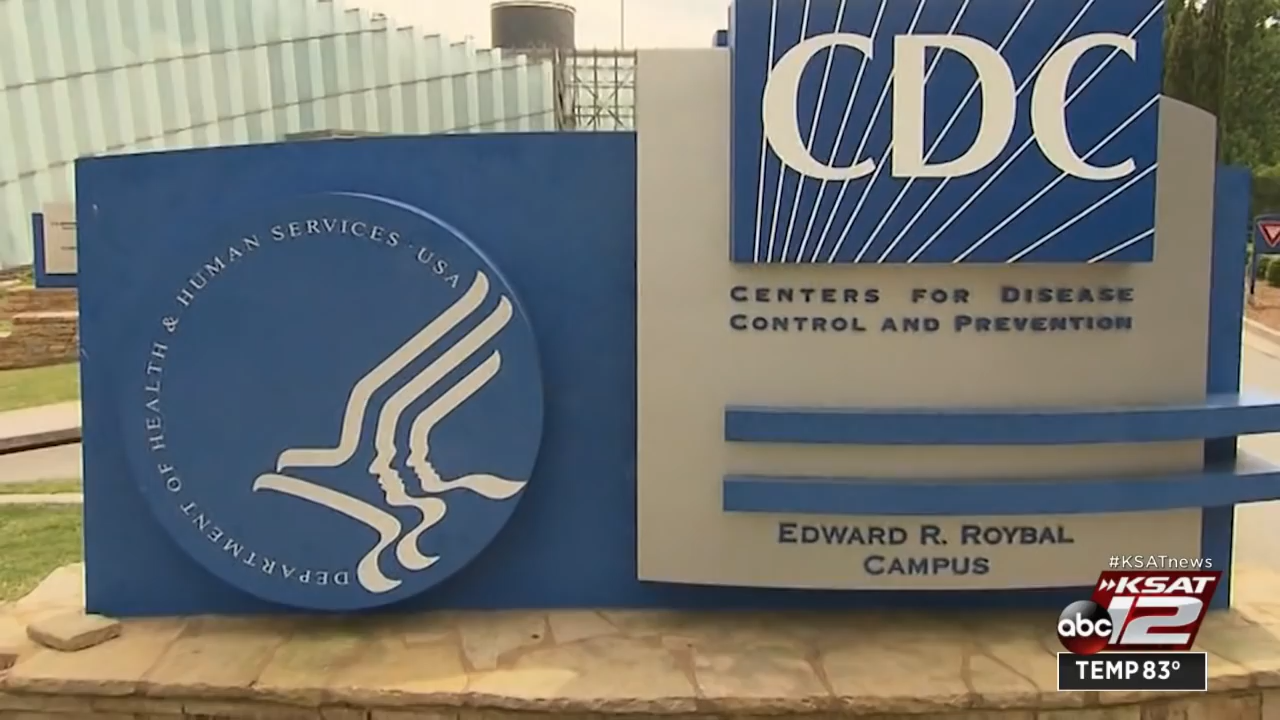 DEPARTMENT OF HEALTH & HUMAN SERVICES · USA
CDC
CENTERS FOR DISEASE
CONTROL AND PREVENTION
EDWARD R. ROYBAL
CAMPUS
#KSATnews
KSAT
abc 12
TEMP 83°